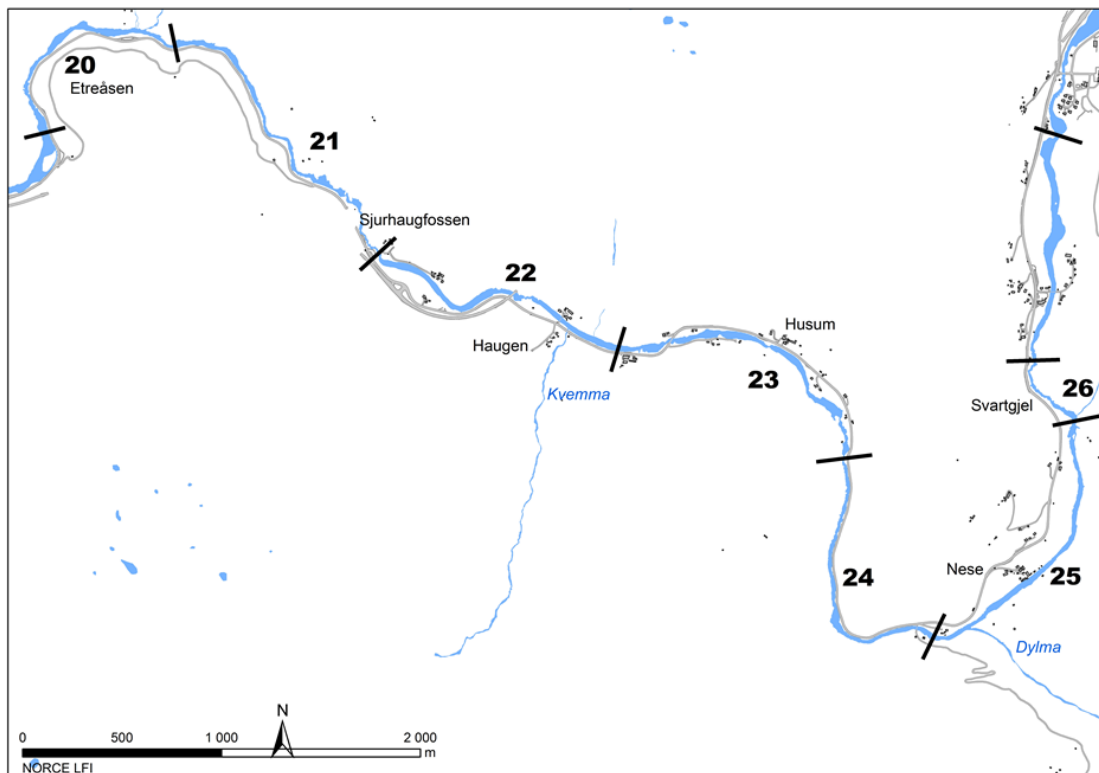 20
Etreåsen
21
Sjurhaugfossen
22
Haugen
Kvemma
Husum
23
26
Svartgjel
24
Nese
25
Dylma
N
0 500 1 000 2 000
m
NORCE LFI